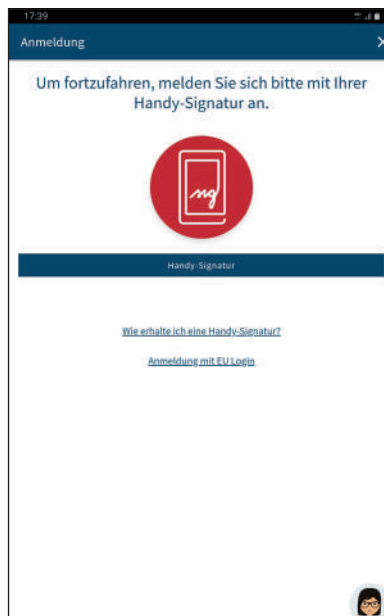 17:39
Anmeldung
Um fortzufahren, melden Sie sich bitte mit Ihrer
Handy-Signatur an.
Handy-Signatur
Wie erhalte ich eine Handy-Signatur?
Anmeldung mit EU Login